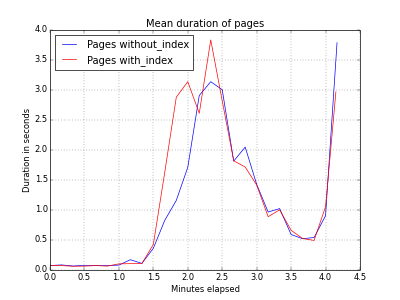 Mean duration of pages
Pages without_index
Pages with_index
Duration in seconds
4.0
3.5
3.0
2.5
2.0
1.5
1.0
0.5
0.0
0.0 0.5 1.0 1.5 2.0 2.5 3.0 3.5 4.0 4.5
Minutes elapsed